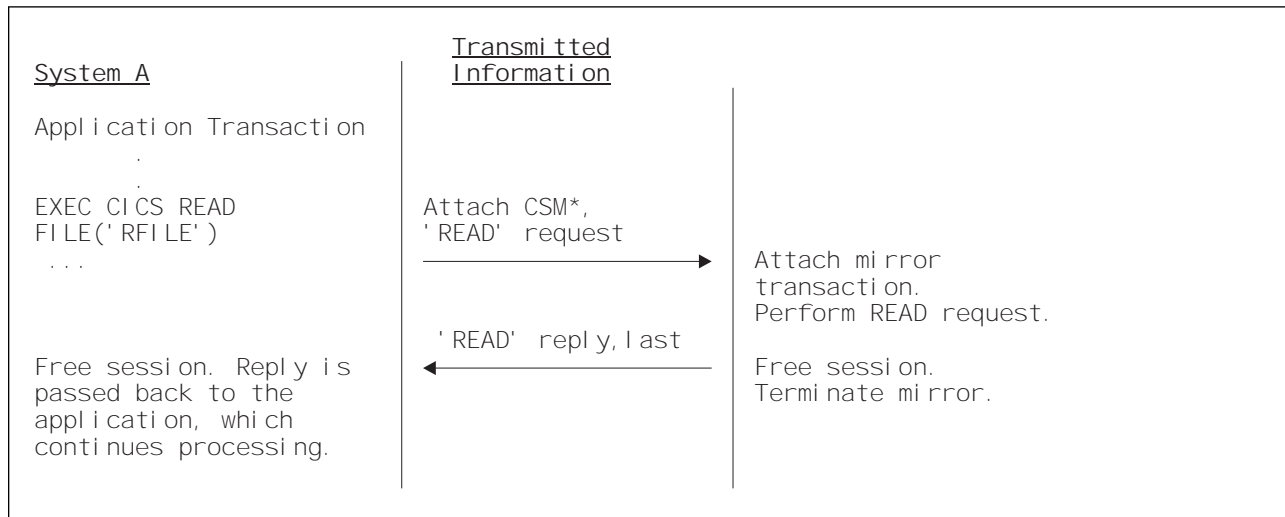 Transmitted
Information
System A
Application Transaction
.
.
EXEC CICS READ
FILE('RFILE')
...
Attach CSM*,
'READ' request
Attach mirror
transaction.
Perform READ request.
'READ' reply,last
Free session. Reply is
passed back to the
application, which
continues processing.
Free session.
Terminate mirror.